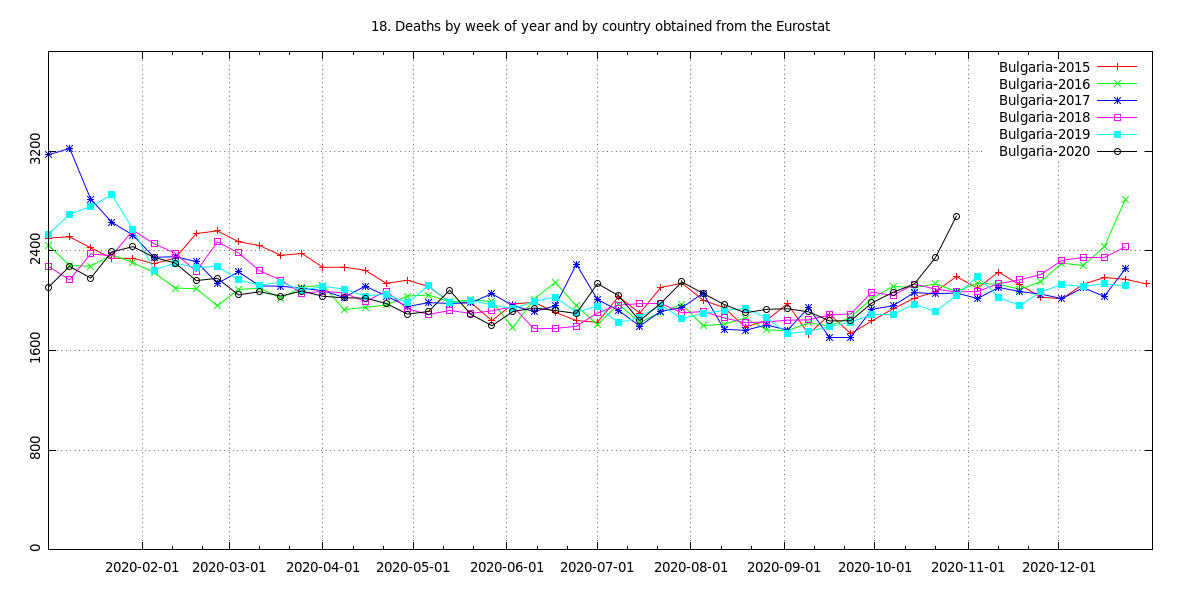 18. Deaths by week of year and by country obtained from the Eurostat
Bulgaria-2015
Bulgaria-2016
Bulgaria-2017
Bulgaria-2018
Bulgaria-2019
Bulgaria-2020
3200
2400
1600
800
0
2020-02-01 2020-03-01 2020-04-01 2020-05-01 2020-06-01 2020-07-01 2020-08-01 2020-09-01 2020-10-01 2020-11-01 2020-12-01